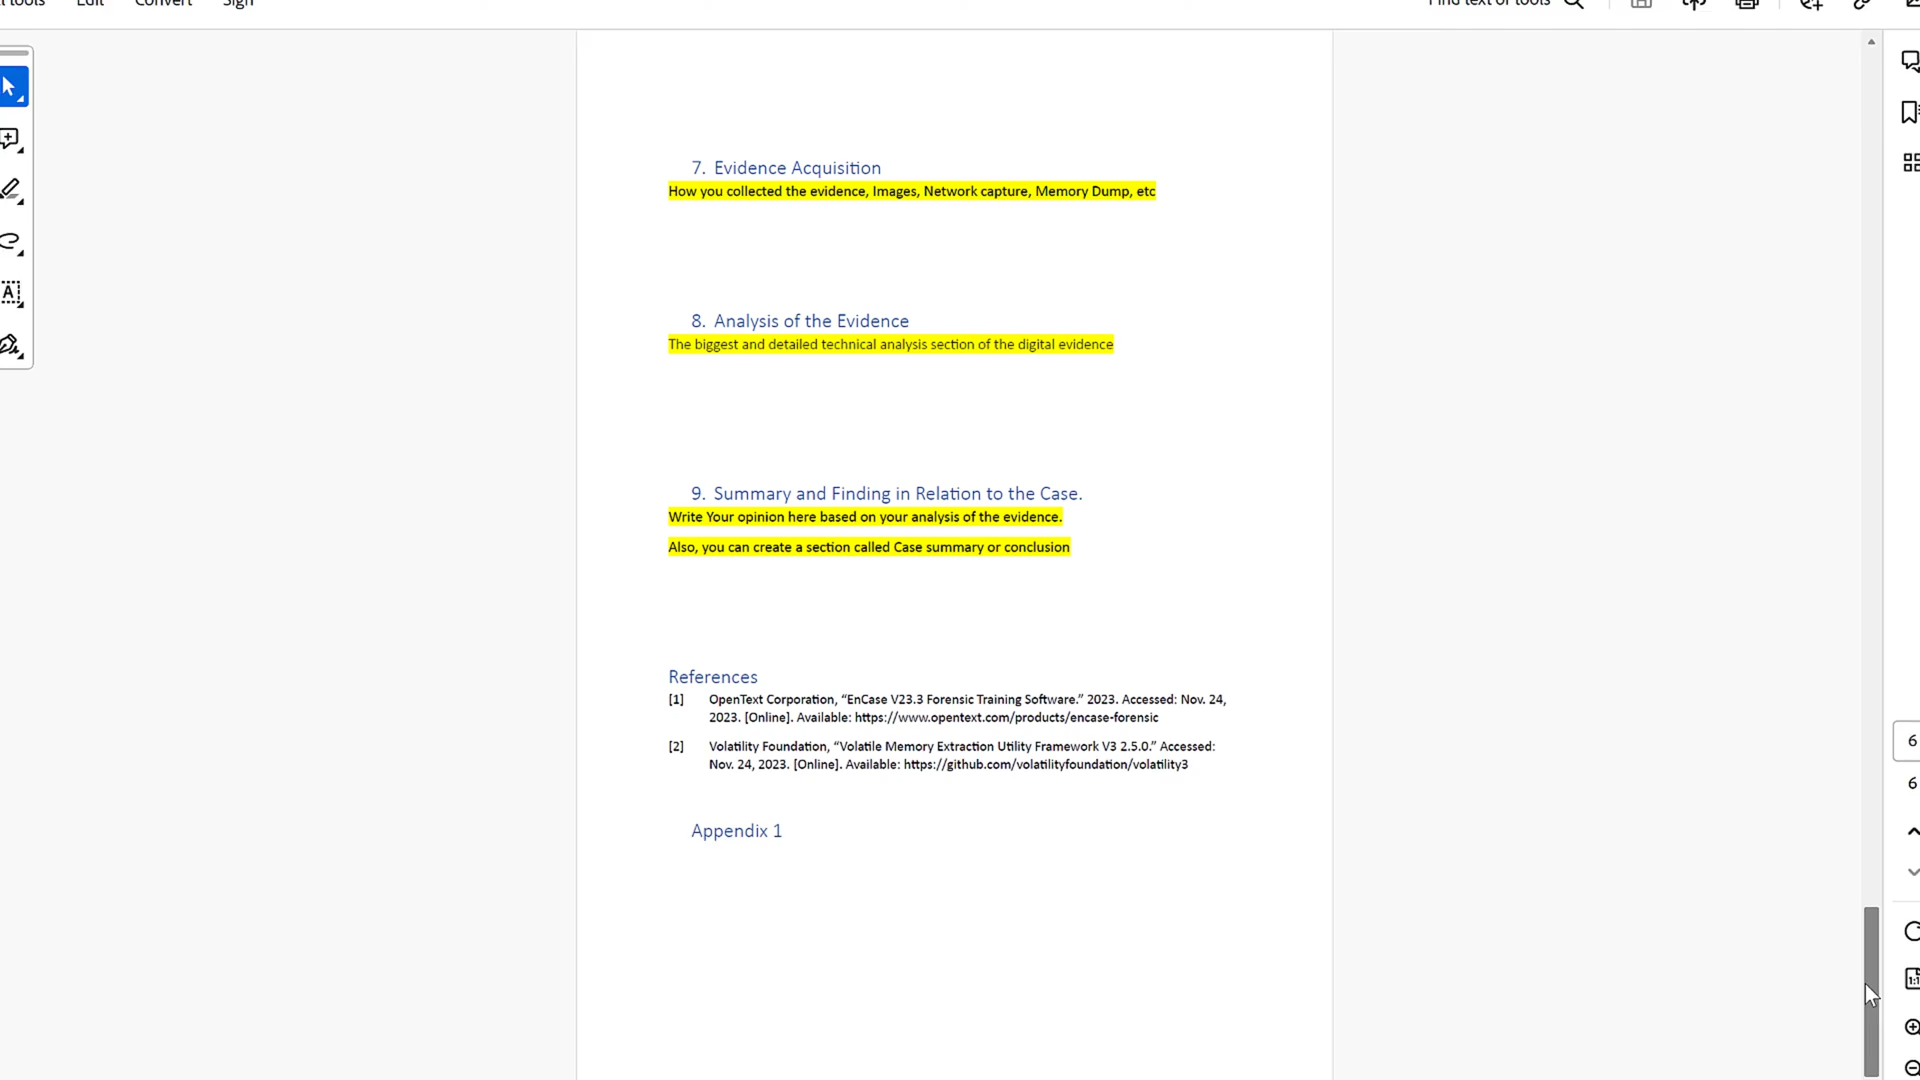 tools Edit Convert Sign
Find text or tools
7. Evidence Acquisition
How you collected the evidence, Images, Network capture, Memory Dump, etc
8. Analysis of the Evidence
The biggest and detailed technical analysis section of the digital evidence
9. Summary and Finding in Relation to the Case.
Write Your opinion here based on your analysis of the evidence.
Also, you can create a section called Case summary or conclusion
References
[1] OpenText Corporation, “EnCase V23.3 Forensic Training Software.” 2023. Accessed: Nov. 24,
2023. [Online]. Available: https://www.opentext.com/products/encase-forensic
[2] Volatility Foundation, “Volatile Memory Extraction Utility Framework V3 2.5.0.” Accessed:
Nov. 24, 2023. [Online]. Available: https://github.com/volatilityfoundation/volatility3
Appendix 1
6
6